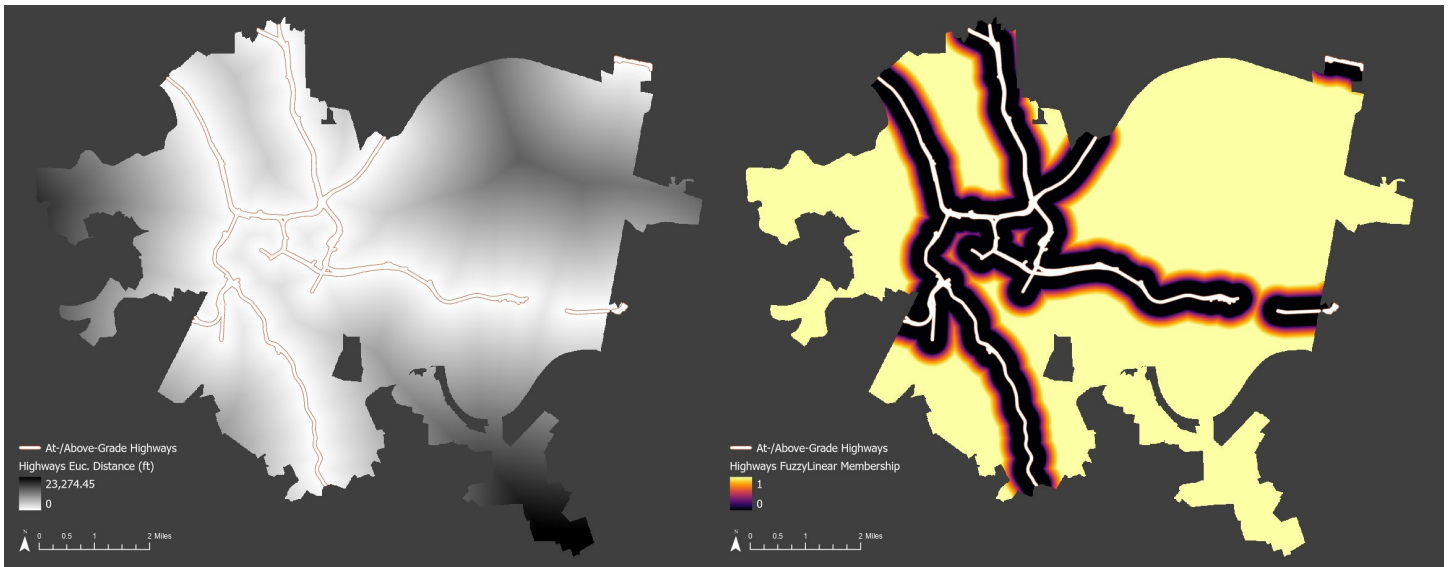 At-/Above-Grade Highways
Highways Euc. Distance (ft)
23,274.45
0
N
0 0.5 1 2 Miles
At-/Above-Grade Highways
Highways FuzzyLinear Membership
1
0
N
0 0.5 1 2 Miles